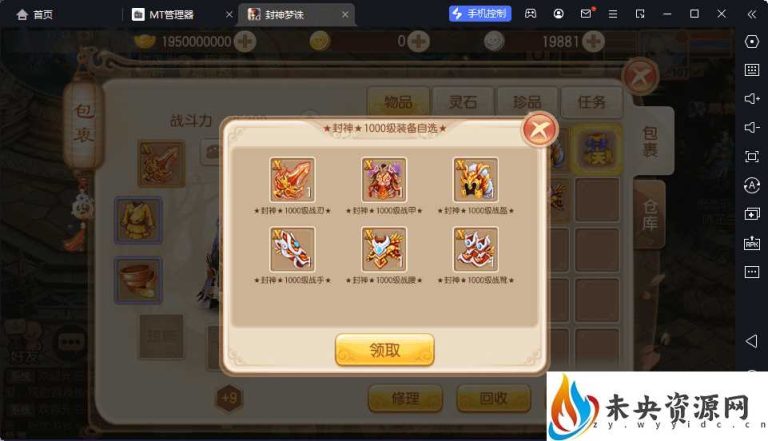 首页
MT管理器
封神梦诛
手机控制
1950000000
0
19881
包裹
战斗力
物品
灵石
珍品
任务
★封神★1000级装备自选★
包裹
仓库
★封神★1000级战刃★
★封神★1000级战甲★
★封神★1000级战盔★
★封神★1000级战手★
★封神★1000级战腰★
★封神★1000级战靴★
领取
好友
+9
修理
回收
未央资源网
zy.wyyidc.cn